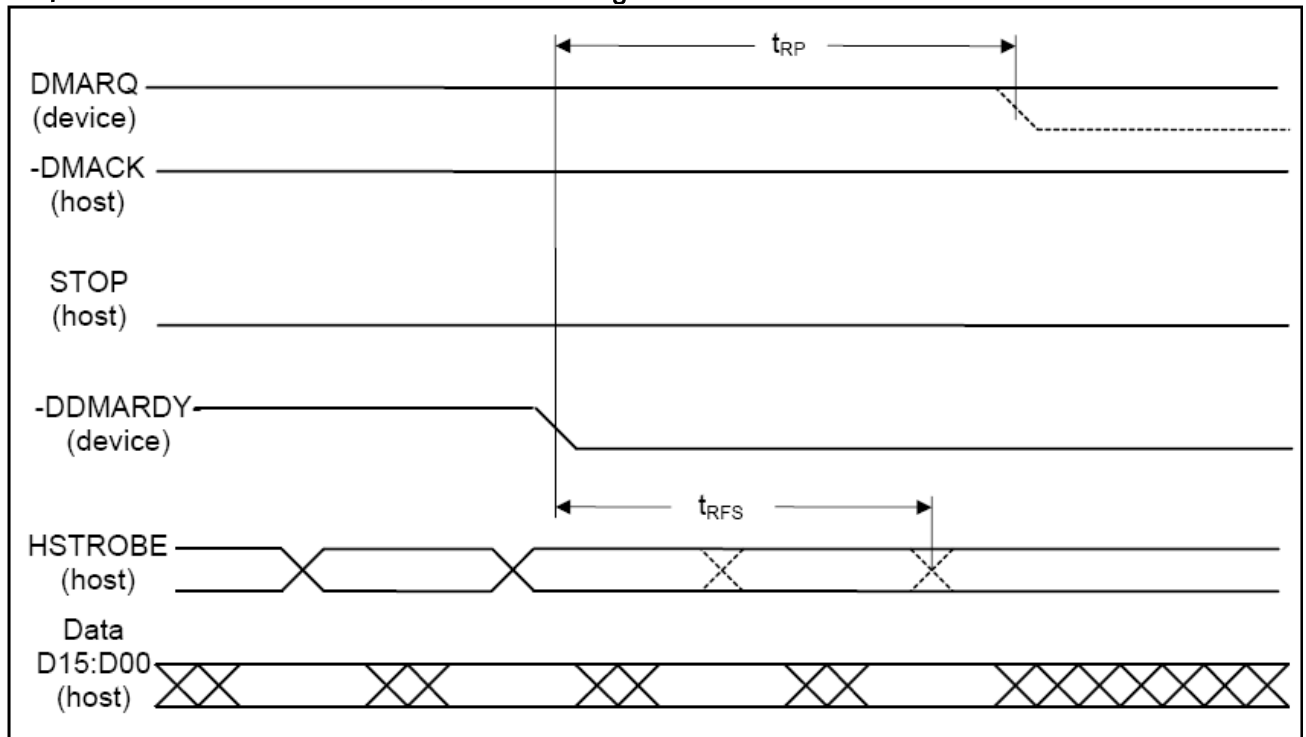 tRP
DMARQ
(device)
-DMACK
(host)
STOP
(host)
-DDMARDY
(device)
tRFS
HSTROBE
(host)
Data
D15:D00
(host)